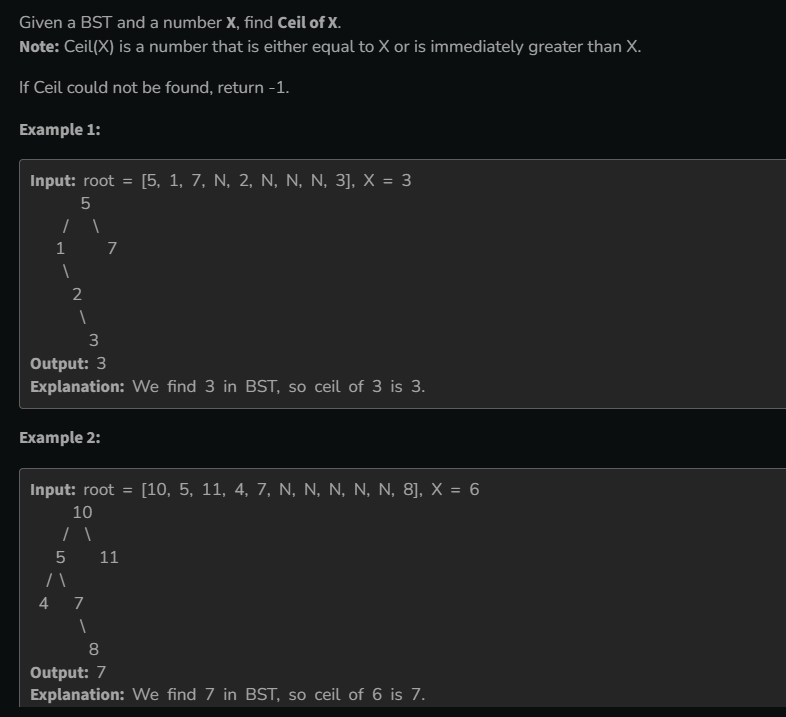 Given a BST and a number X, find Ceil of X.
Note: Ceil(X) is a number that is either equal to X or is immediately greater than X.
If Ceil could not be found, return -1.
Example 1:
Input: root = [5, 1, 7, N, 2, N, N, N, 3], X = 3
5
/ \
1 7
\
2
\
3
Output: 3
Explanation: We find 3 in BST, so ceil of 3 is 3.
Example 2:
Input: root = [10, 5, 11, 4, 7, N, N, N, N, N, 8], X = 6
10
/ \
5 11
/ \
4 7
\
8
Output: 7
Explanation: We find 7 in BST, so ceil of 6 is 7.